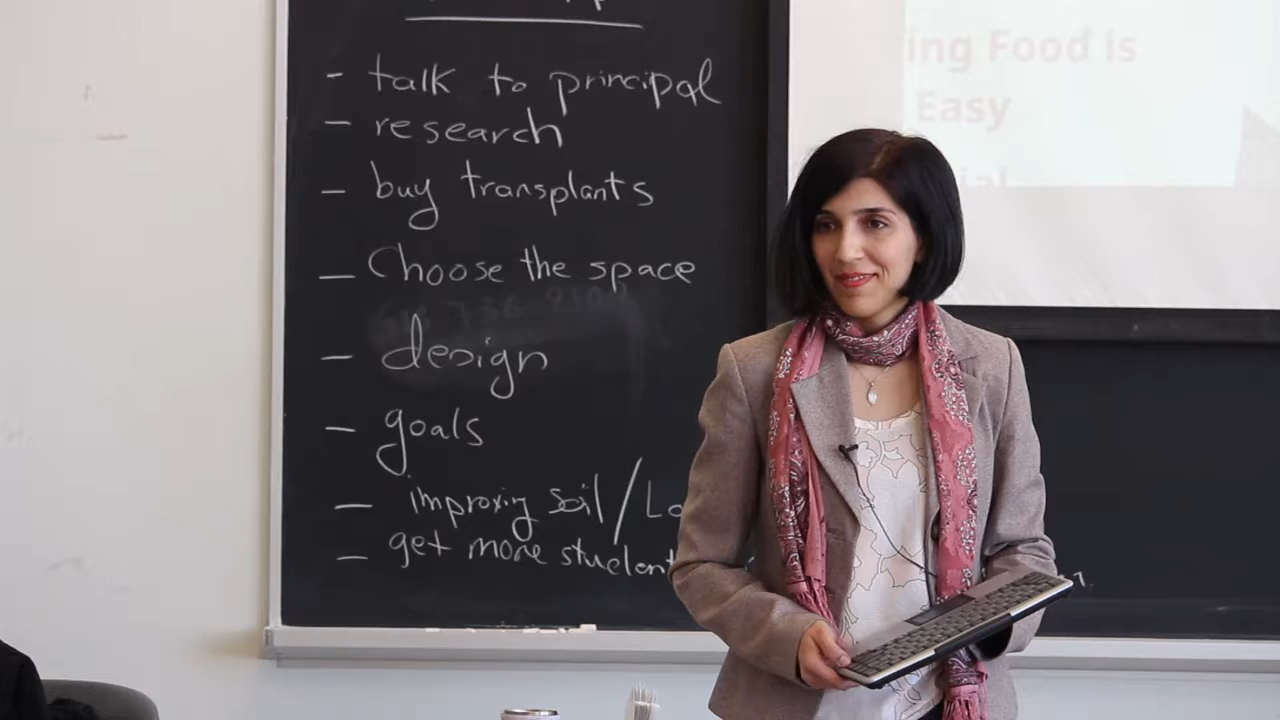 - talk to principal
- research
- buy transplants
- Choose the space
- design
- goals
- improving soil/
- get more student
ing Food is
Easy